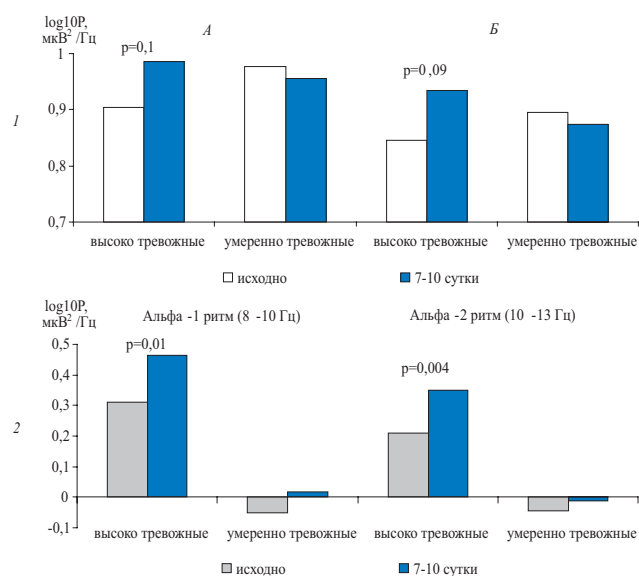 log10P,
мкВ² /Гц
А
Б
1
p=0,1
p=0,09
0,9
0,8
0,7
1
высоко тревожные
умеренно тревожные
высоко тревожные
умеренно тревожные
исходно
7-10 сутки
log10P,
мкВ² /Гц
Альфа -1 ритм (8 -10 Гц)
Альфа -2 ритм (10 -13 Гц)
0,5
p=0,01
p=0,004
0,4
0,3
2
0,2
0,1
0
-0,1
высоко тревожные
умеренно тревожные
высоко тревожные
умеренно тревожные
исходно
7-10 сутки